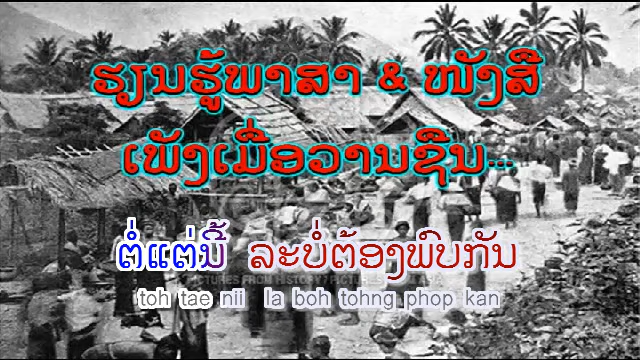 ຮຽນຮູ້ພາສາ & ໜັງສື
ເພັງເມື່ອວານຊືນ...
ຕໍ່ແຕ່ນີ້ ລະບໍ່ຕ້ອງພົບກັນ
toh tae nii la boh tohng phop kan